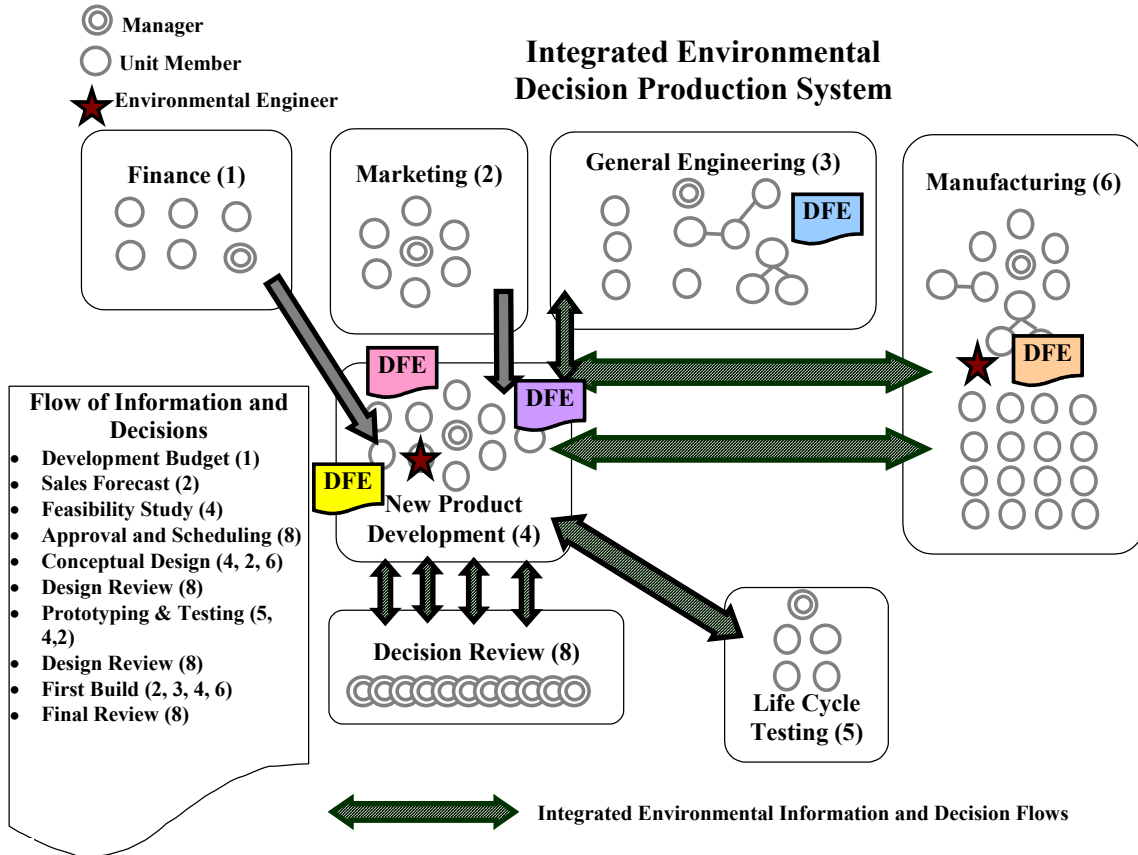 Manager
Unit Member
Environmental Engineer
Integrated Environmental
Decision Production System
Finance (1)
Marketing (2)
General Engineering (3)
DFE
Manufacturing (6)
DFE
DFE
DFE
DFE
New Product
Development (4)
Flow of Information and
Decisions
• Development Budget (1)
• Sales Forecast (2)
• Feasibility Study (4)
• Approval and Scheduling (8)
• Conceptual Design (4, 2, 6)
• Design Review (8)
• Prototyping & Testing (5,
4,2)
• Design Review (8)
• First Build (2, 3, 4, 6)
• Final Review (8)
Decision Review (8)
Life Cycle
Testing (5)
Integrated Environmental Information and Decision Flows